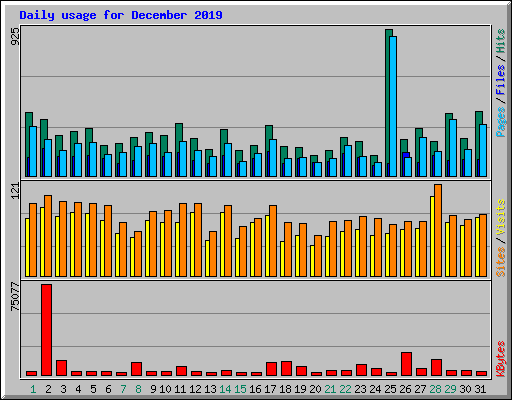 Daily usage for December 2019
925
Pages / Files / Hits
121
Sites / Visits
75077
KBytes
1 2 3 4 5 6 7 8 9 10 11 12 13 14 15 16 17 18 19 20 21 22 23 24 25 26 27 28 29 30 31